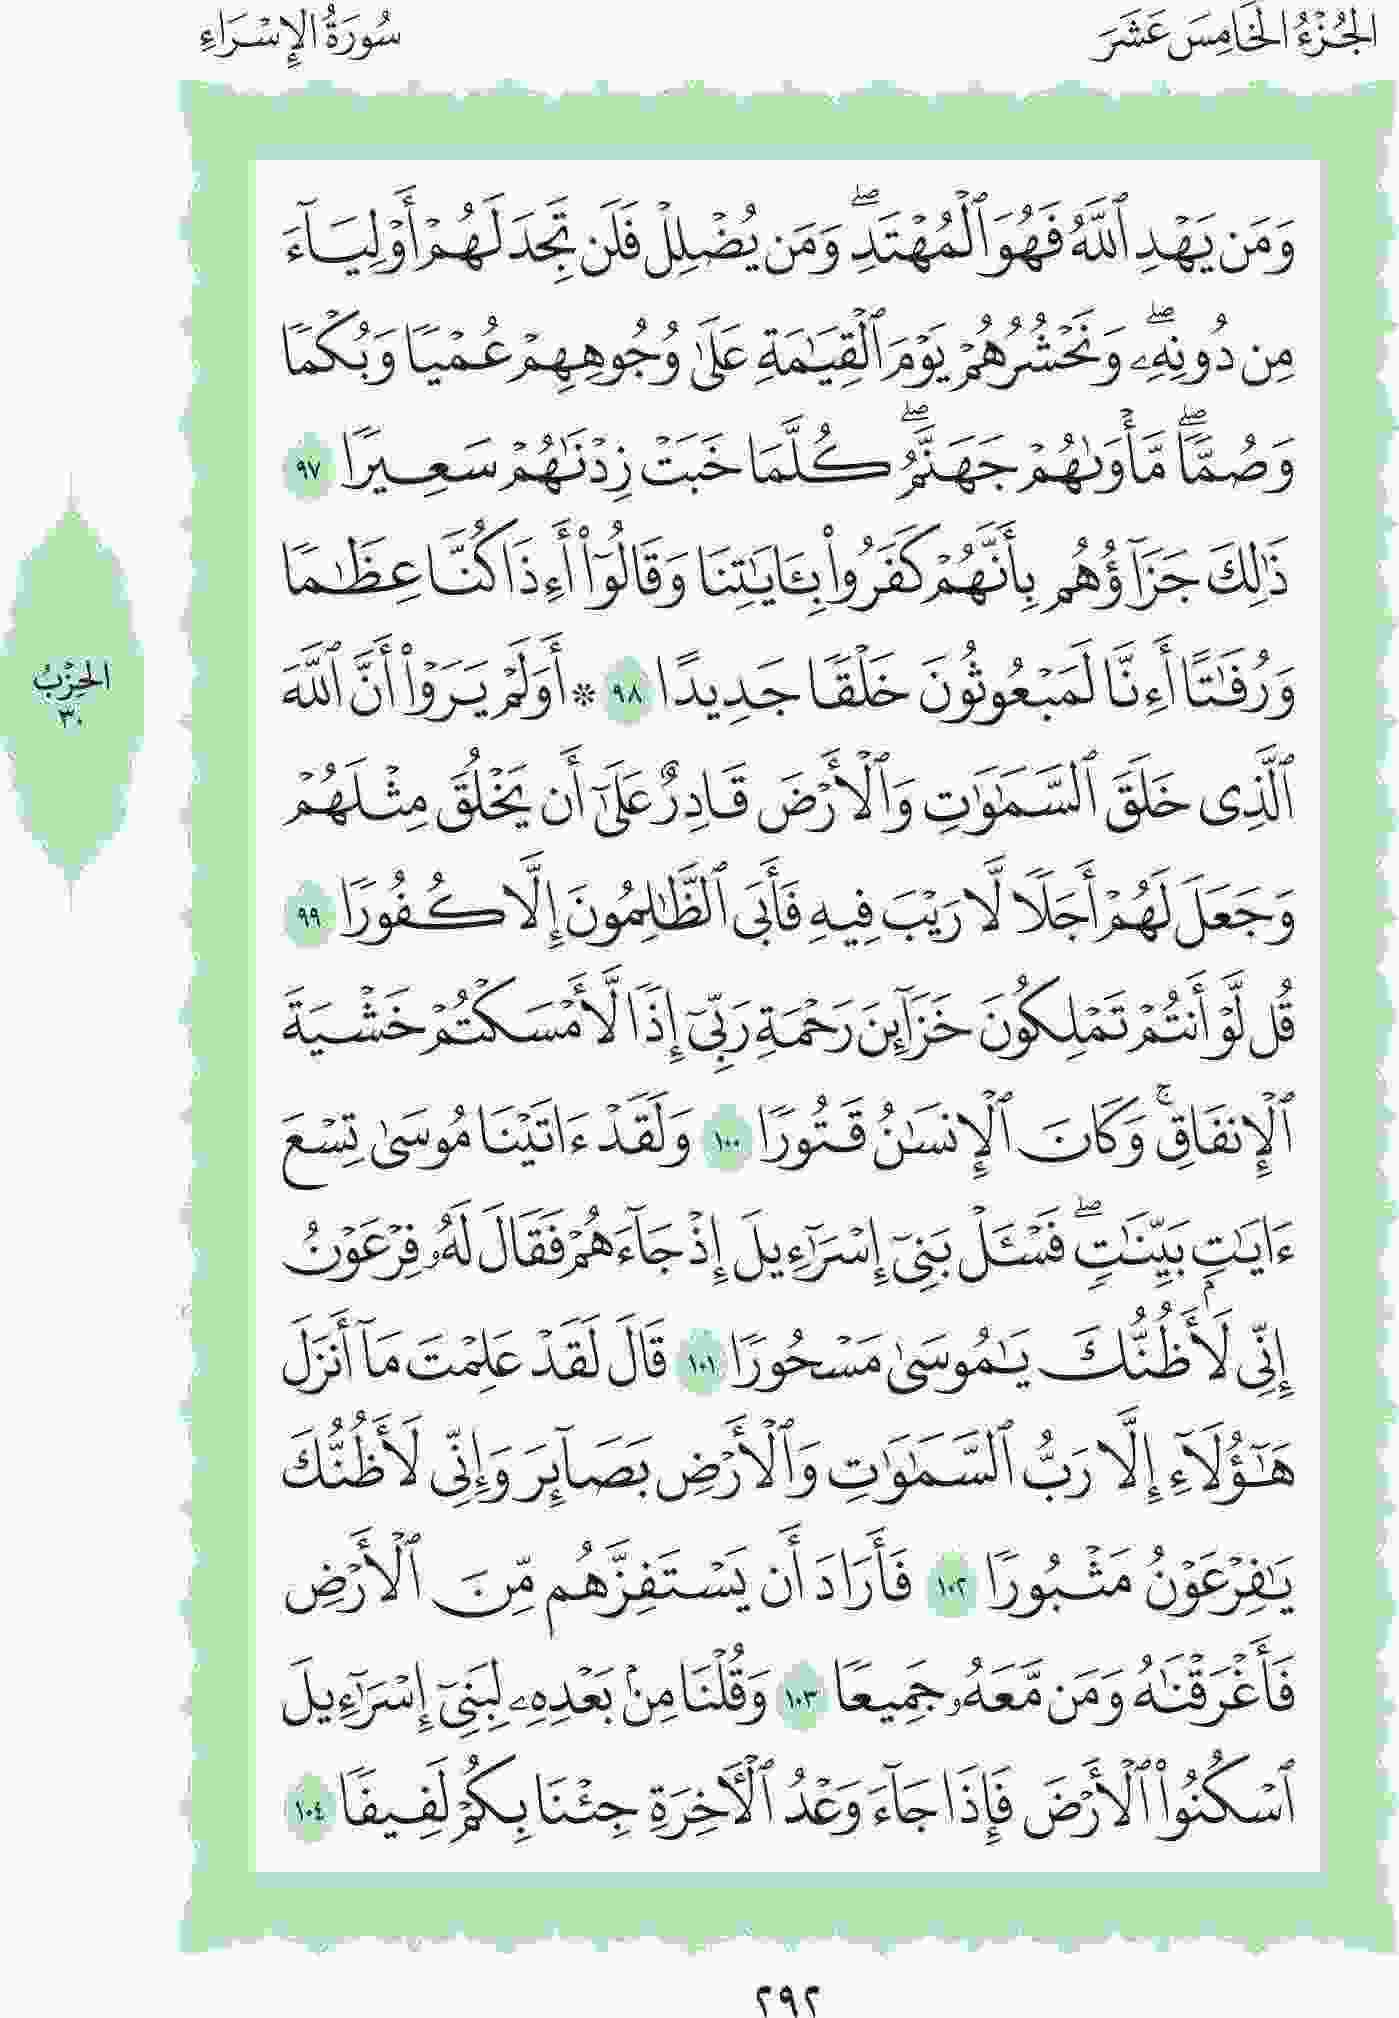 الجُزْءُ الخَامِسَ عَشَرَ
سُورَةُ الإِسْرَاءِ
وَمَن يَهْدِ ٱللَّهُ فَهُوَ ٱلْمُهْتَدِۖ وَمَن يُضْلِلْ فَلَن تَجِدَ لَهُمْ أَوْلِيَآءَ
مِن دُونِهِۦۖ وَنَحْشُرُهُمْ يَوْمَ ٱلْقِيَٰمَةِ عَلَىٰ وُجُوهِهِمْ عُمْيًا وَبُكْمًا
وَصُمًّاۖ مَّأْوَىٰهُمْ جَهَنَّمُۖ كُلَّمَا خَبَتْ زِدْنَٰهُمْ سَعِيرًا ٩٧
ذَٰلِكَ جَزَآؤُهُم بِأَنَّهُمْ كَفَرُوا۟ بِـَٔايَٰتِنَا وَقَالُوٓا۟ أَءِذَا كُنَّا عِظَٰمًا
وَرُفَٰتًا أَءِنَّا لَمَبْعُوثُونَ خَلْقًا جَدِيدًا ٩٨ ۞ أَوَلَمْ يَرَوْا۟ أَنَّ ٱللَّهَ
ٱلَّذِى خَلَقَ ٱلسَّمَٰوَٰتِ وَٱلْأَرْضَ قَادِرٌ عَلَىٰٓ أَن يَخْلُقَ مِثْلَهُمْ
وَجَعَلَ لَهُمْ أَجَلًا لَّا رَيْبَ فِيهِ فَأَبَى ٱلظَّٰلِمُونَ إِلَّا كُفُورًا ٩٩
قُل لَّوْ أَنتُمْ تَمْلِكُونَ خَزَآئِنَ رَحْمَةِ رَبِّىٓ إِذًا لَّأَمْسَكْتُمْ خَشْيَةَ
ٱلْإِنفَاقِۚ وَكَانَ ٱلْإِنسَٰنُ قَتُورًا ١٠٠ وَلَقَدْ ءَاتَيْنَا مُوسَىٰ تِسْعَ
ءَايَٰتٍۭ بَيِّنَٰتٍۖ فَسْـَٔلْ بَنِىٓ إِسْرَٰٓءِيلَ إِذْ جَآءَهُمْ فَقَالَ لَهُۥ فِرْعَوْنُ
إِنِّى لَأَظُنُّكَ يَٰمُوسَىٰ مَسْحُورًا ١٠١ قَالَ لَقَدْ عَلِمْتَ مَآ أَنزَلَ
هَٰٓؤُلَآءِ إِلَّا رَبُّ ٱلسَّمَٰوَٰتِ وَٱلْأَرْضِ بَصَآئِرَ وَإِنِّى لَأَظُنُّكَ
يَٰفِرْعَوْنُ مَثْبُورًا ١٠٢ فَأَرَادَ أَن يَسْتَفِزَّهُم مِّنَ ٱلْأَرْضِ
فَأَغْرَقْنَٰهُ وَمَن مَّعَهُۥ جَمِيعًا ١٠٣ وَقُلْنَا مِنۢ بَعْدِهِۦ لِبَنِىٓ إِسْرَٰٓءِيلَ
ٱسْكُنُوا۟ ٱلْأَرْضَ فَإِذَا جَآءَ وَعْدُ ٱلْـَٔاخِرَةِ جِئْنَا بِكُمْ لَفِيفًا ١٠٤
الحِزْبُ
٣٠
٢٩٢